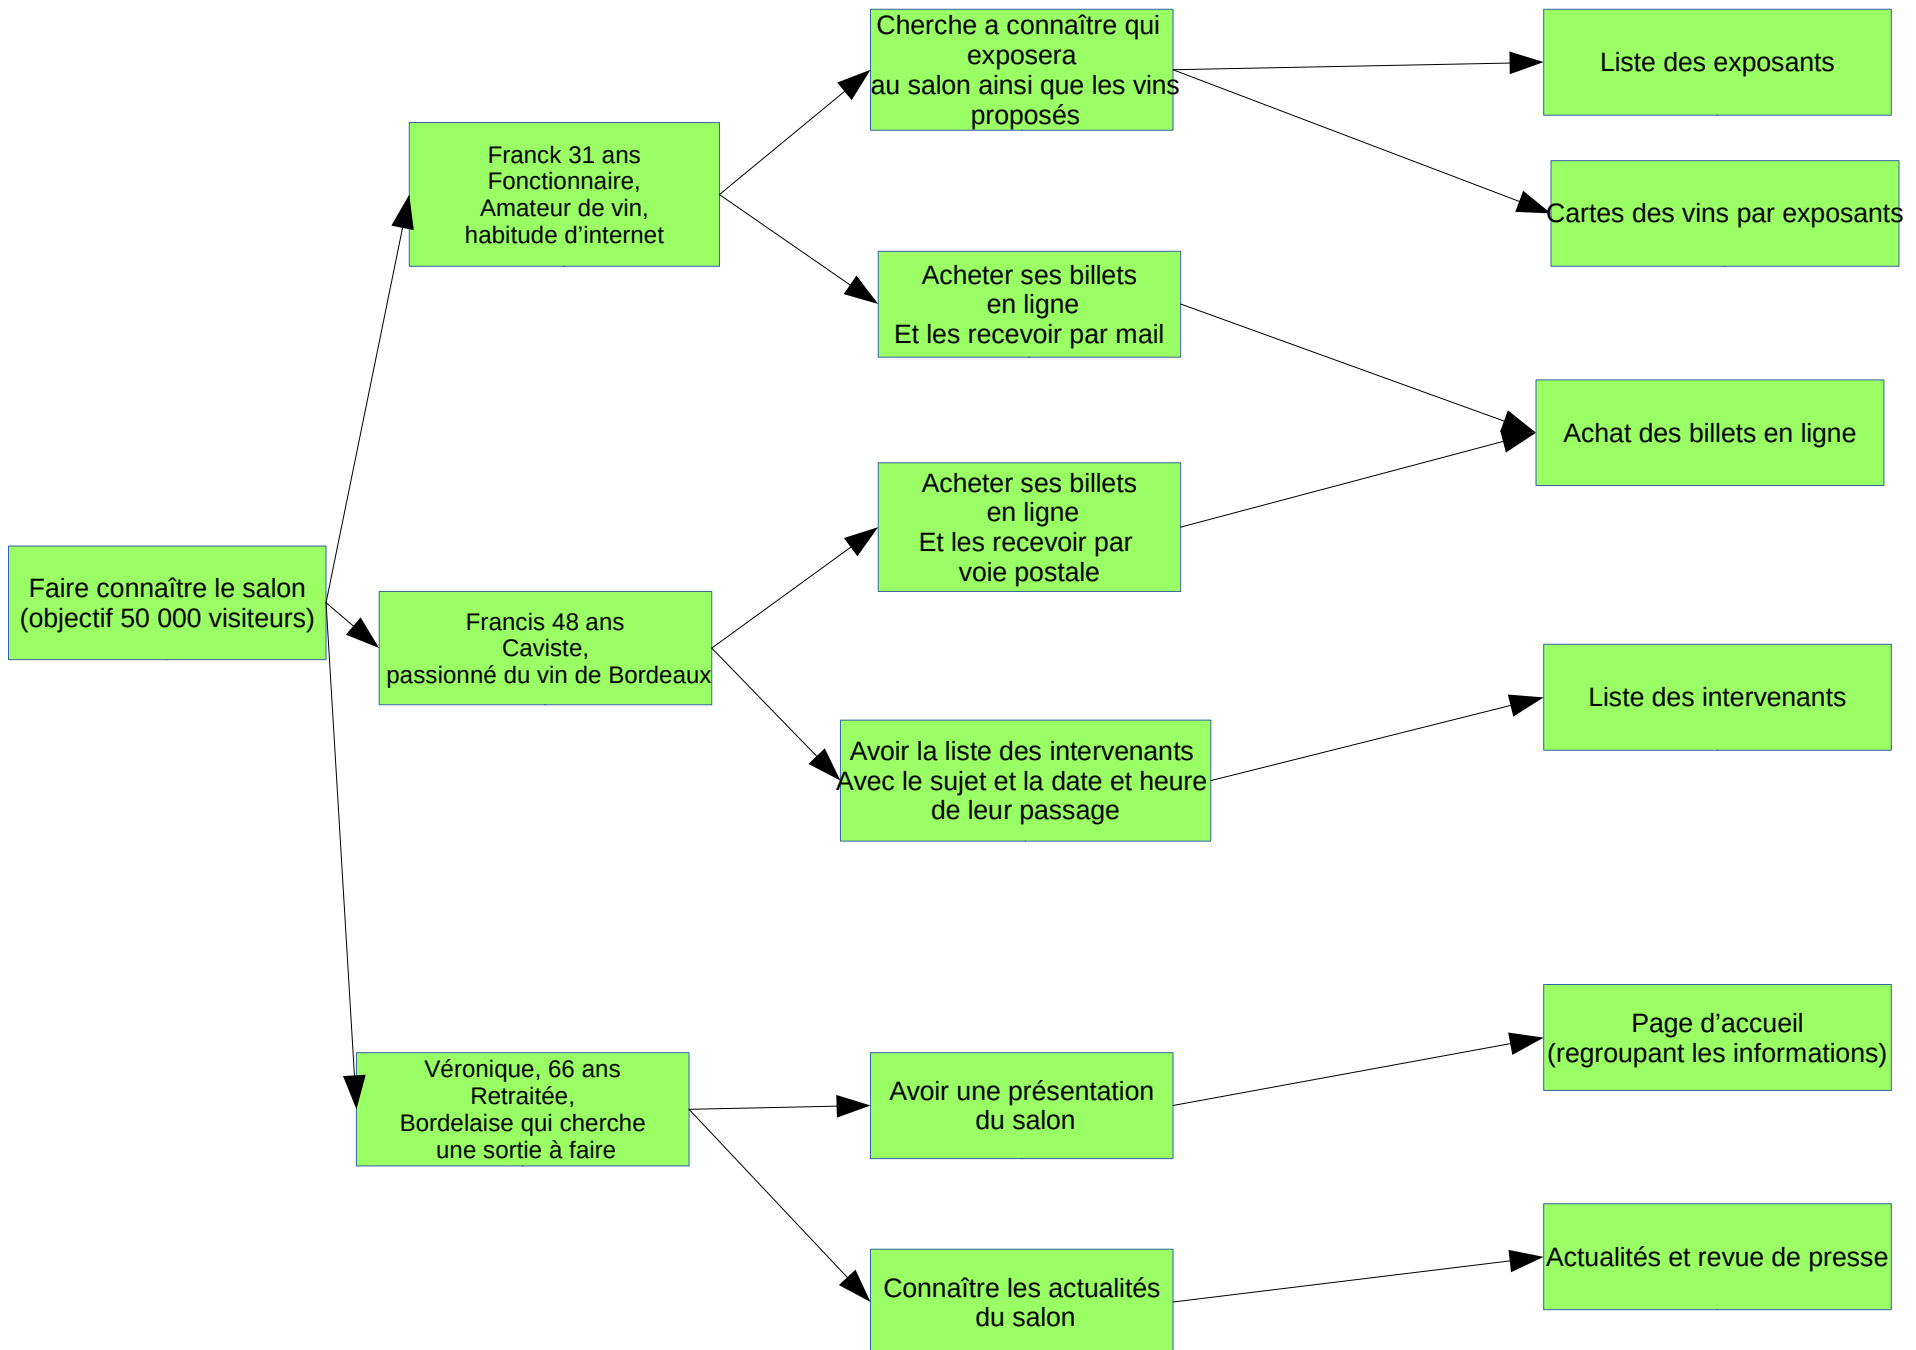 Faire connaître le salon
(objectif 50 000 visiteurs)
Franck 31 ans
Fonctionnaire,
Amateur de vin,
habitude d’internet
Francis 48 ans
Caviste,
passionné du vin de Bordeaux
Véronique, 66 ans
Retraitée,
Bordelaise qui cherche
une sortie à faire
Cherche a connaître qui
exposera
au salon ainsi que les vins
proposés
Acheter ses billets
en ligne
Et les recevoir par mail
Acheter ses billets
en ligne
Et les recevoir par
voie postale
Avoir la liste des intervenants
Avec le sujet et la date et heure
de leur passage
Avoir une présentation
du salon
Connaître les actualités
du salon
Liste des exposants
Cartes des vins par exposants
Achat des billets en ligne
Liste des intervenants
Page d’accueil
(regroupant les informations)
Actualités et revue de presse